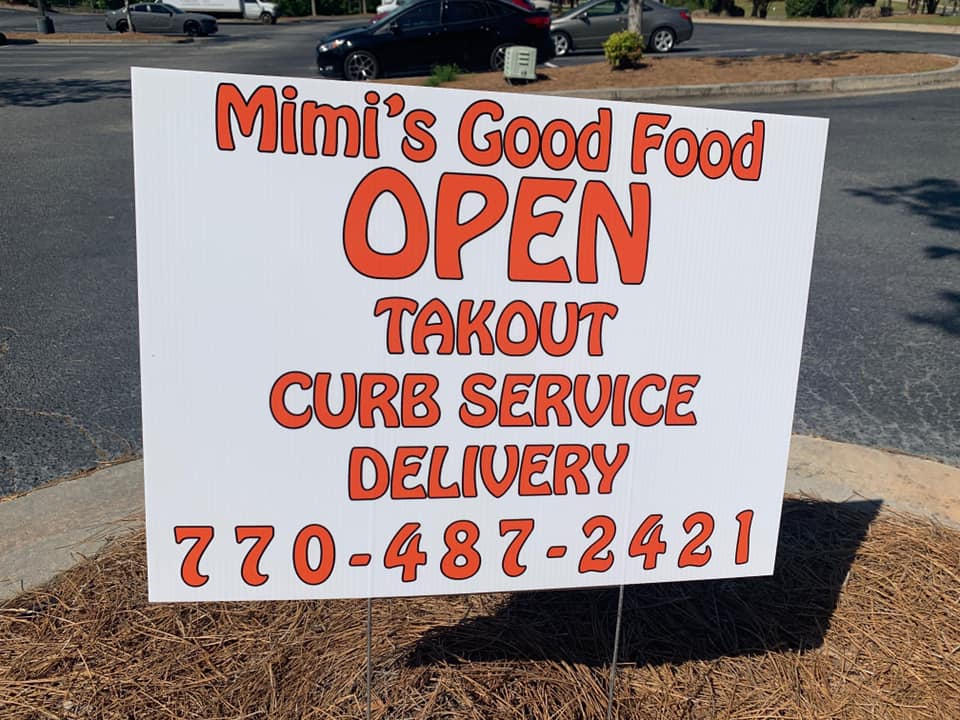 Mimi's Good Food
OPEN
TAKOUT
CURB SERVICE
DELIVERY
770-487-2421